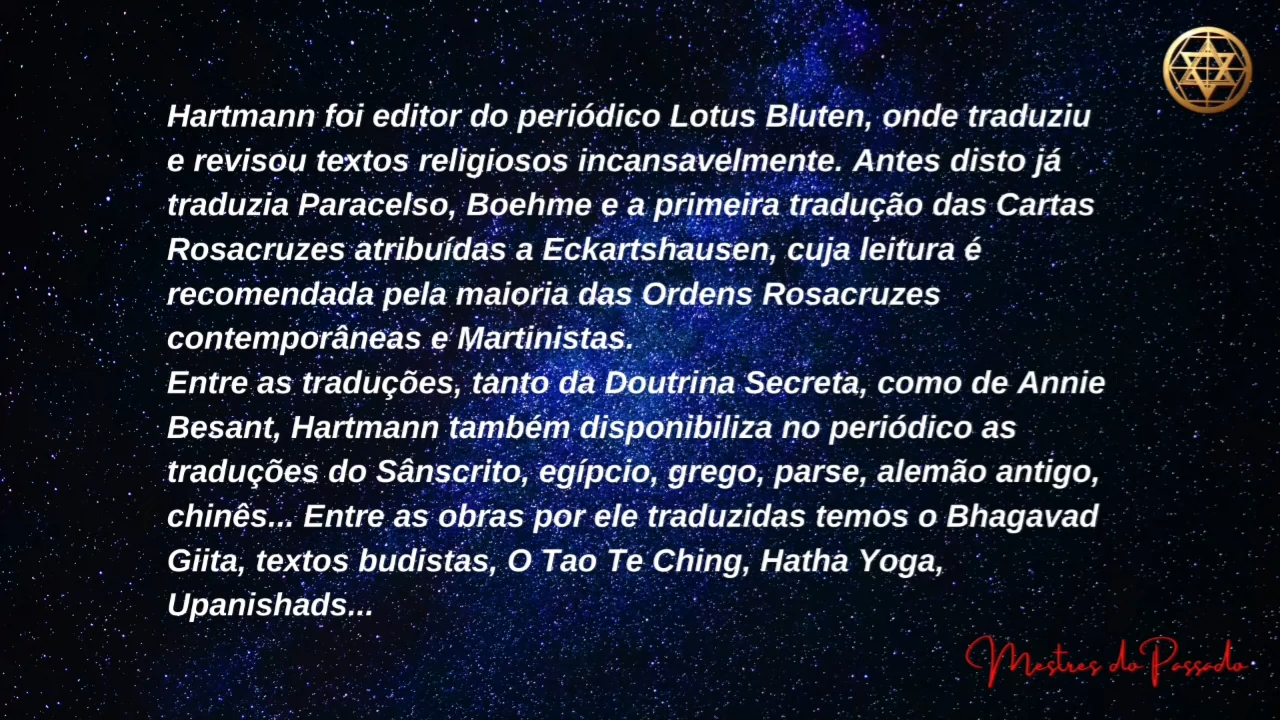 Hartmann foi editor do periódico Lotus Bluten, onde traduziu
e revisou textos religiosos incansavelmente. Antes disto já
traduzia Paracelso, Boehme e a primeira tradução das Cartas
Rosacruzes atribuídas a Eckartshausen, cuja leitura é
recomendada pela maioria das Ordens Rosacruzes
contemporâneas e Martinistas.
Entre as traduções, tanto da Doutrina Secreta, como de Annie
Besant, Hartmann também disponibiliza no periódico as
traduções do Sânscrito, egípcio, grego, parse, alemão antigo,
chinês... Entre as obras por ele traduzidas temos o Bhagavad
Giita, textos budistas, O Tao Te Ching, Hatha Yoga,
Upanishads...
Mestres do Passado